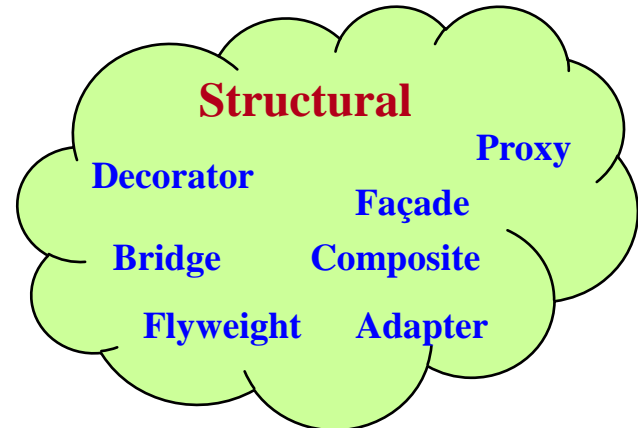 Structural
Proxy
Decorator
Façade
Bridge
Composite
Flyweight
Adapter